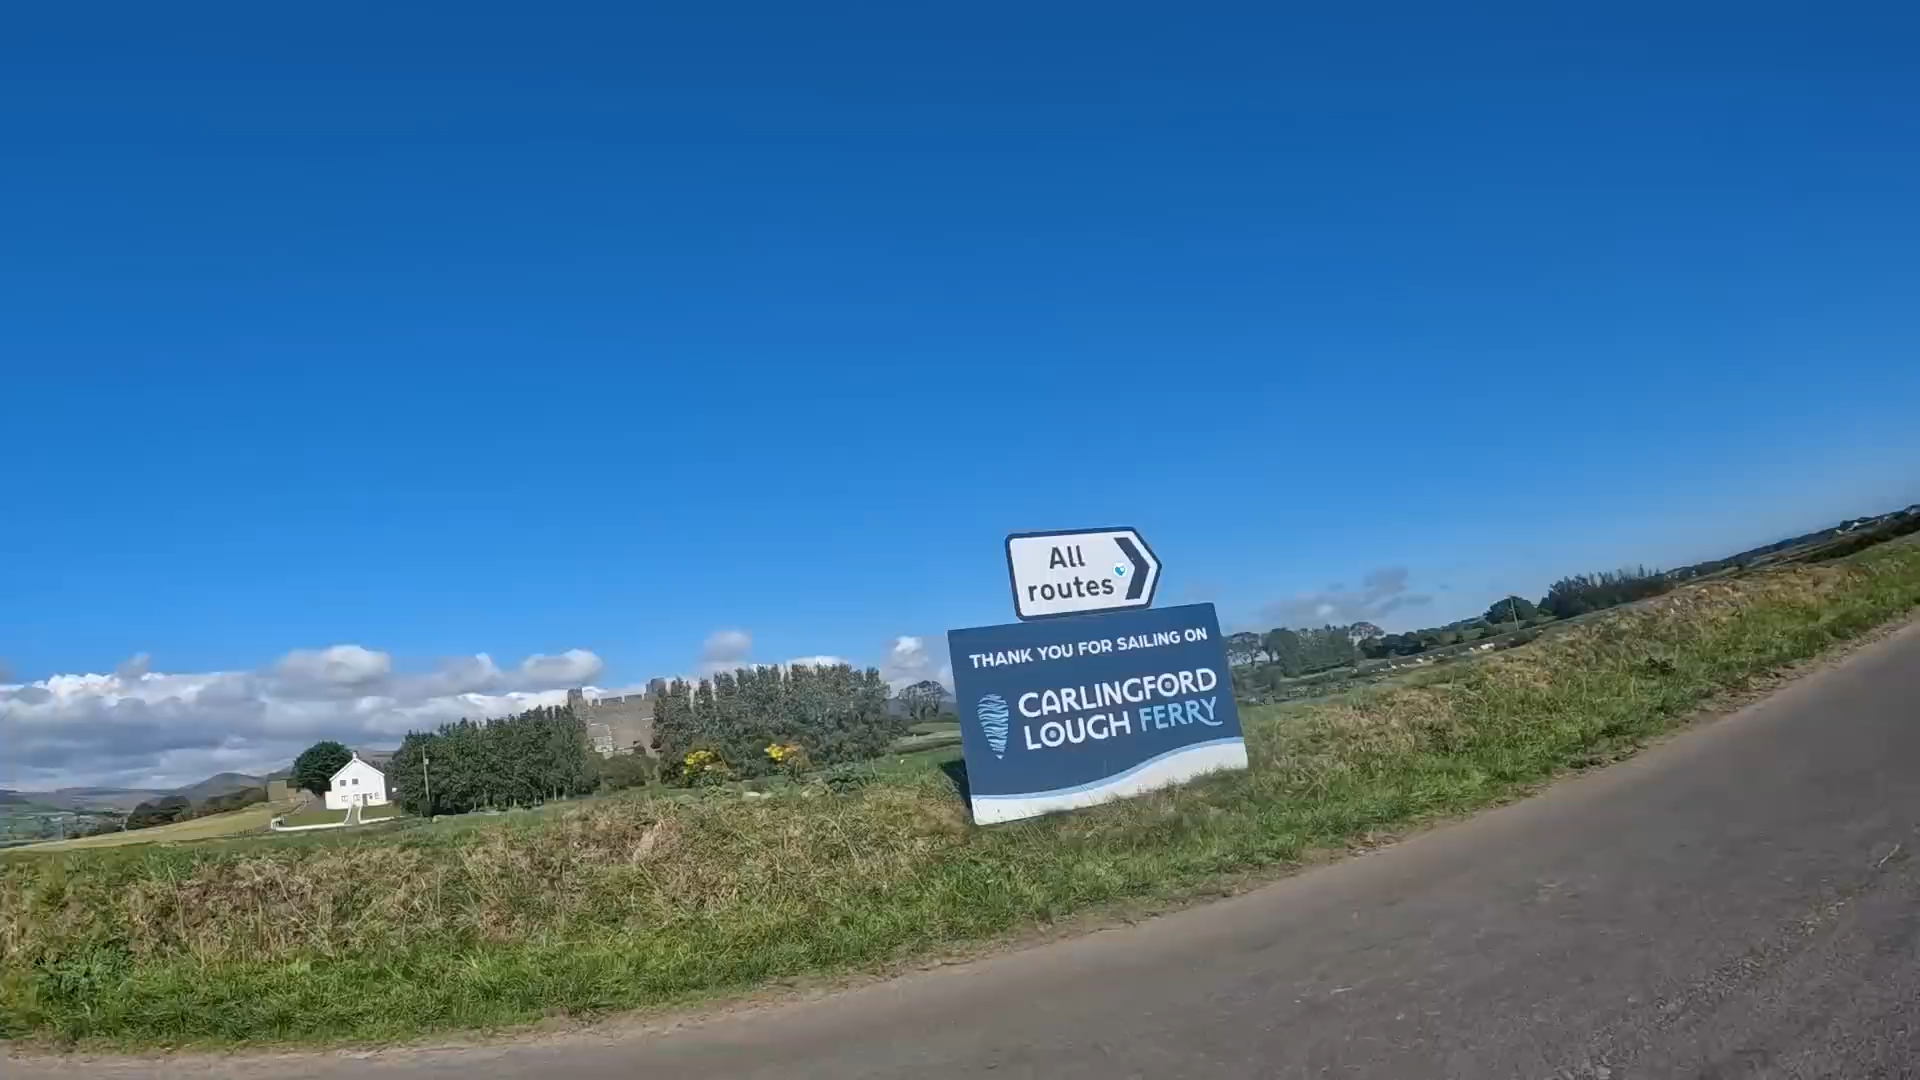 All
routes
THANK YOU FOR SAILING ON
CARLINGFORD
LOUGH FERRY